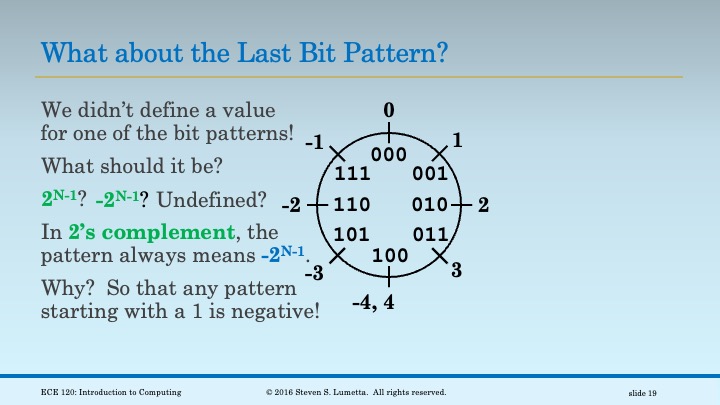 What about the Last Bit Pattern?
We didn’t define a value
for one of the bit patterns!
What should it be?
2^N-1? -2^N-1? Undefined?
In 2’s complement, the
pattern always means -2^N-1.
Why?  So that any pattern
starting with a 1 is negative!
0
-1
1
000
111
001
-2
110
010
2
101
011
100
-3
3
-4, 4
ECE 120: Introduction to Computing
© 2016 Steven S. Lumetta.  All rights reserved.
slide 19